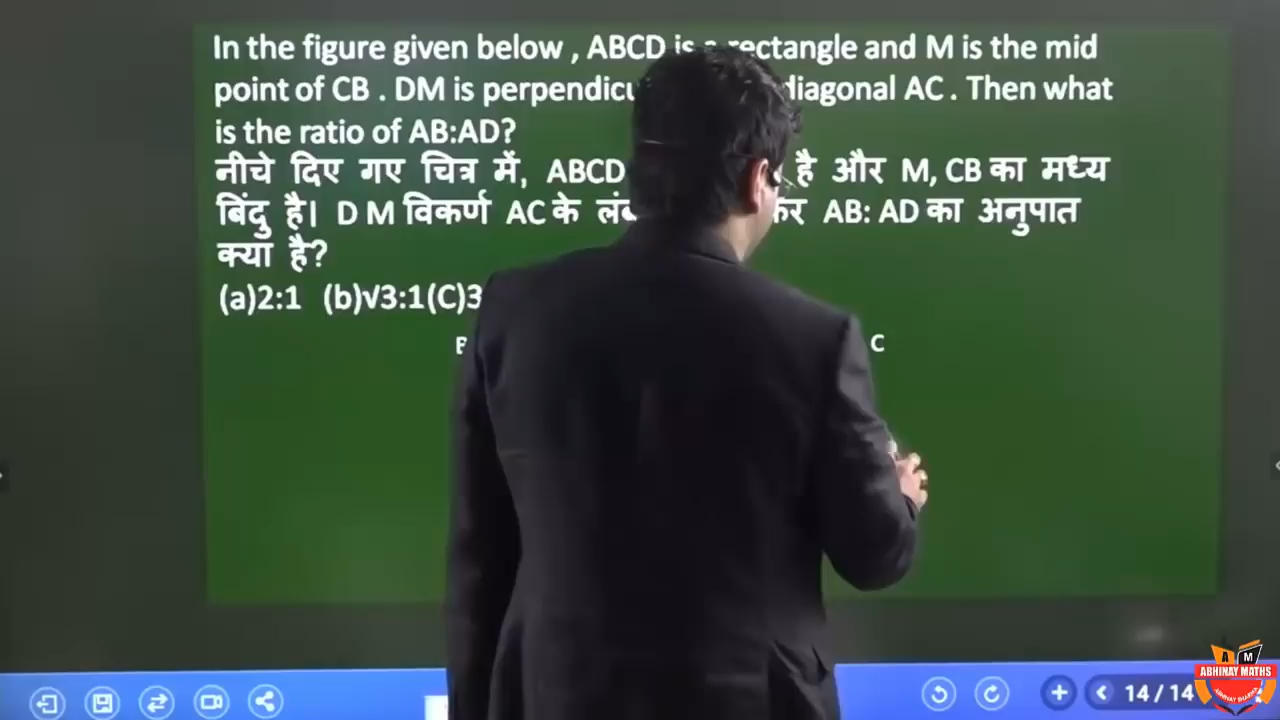 In the figure given below , ABCD is a rectangle and M is the mid
point of CB . DM is diagonal AC . Then what
is the ratio of AB:AD?
नीचे दिए गए चित्र में, ABCD है और M, CB का मध्य
बिंदु है। D M विकर्ण AC के AB: AD का अनुपात
क्या है?
(a)2:1 (b)√3:1(C)3
C
14 / 14
A M
ABHINAY MATHS
ABHINAY SHARMA